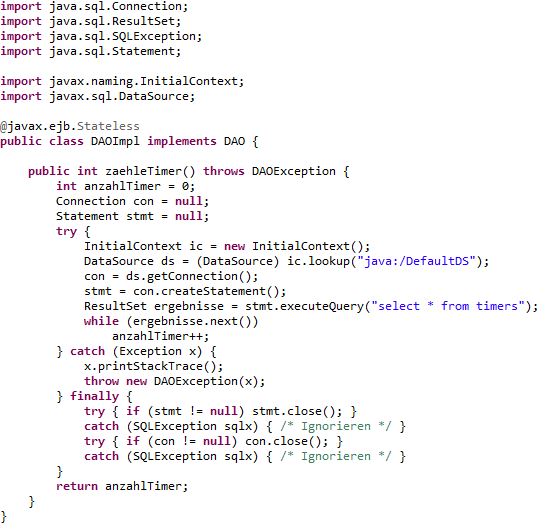 import java.sql.Connection;
import java.sql.ResultSet;
import java.sql.SQLException;
import java.sql.Statement;

import javax.naming.InitialContext;
import javax.sql.DataSource;

@javax.ejb.Stateless
public class DAOImpl implements DAO {

    public int zaehleTimer() throws DAOException {
        int anzahlTimer = 0;
        Connection con = null;
        Statement stmt = null;
        try {
            InitialContext ic = new InitialContext();
            DataSource ds = (DataSource) ic.lookup("java:/DefaultDS");
            con = ds.getConnection();
            stmt = con.createStatement();
            ResultSet ergebnisse = stmt.executeQuery("select * from timers");
            while (ergebnisse.next())
                anzahlTimer++;
        } catch (Exception x) {
            x.printStackTrace();
            throw new DAOException(x);
        } finally {
            try { if (stmt != null) stmt.close(); }
            catch (SQLException sqlx) { /* Ignorieren */ }
            try { if (con != null) con.close(); }
            catch (SQLException sqlx) { /* Ignorieren */ }
        }
        return anzahlTimer;
    }
}